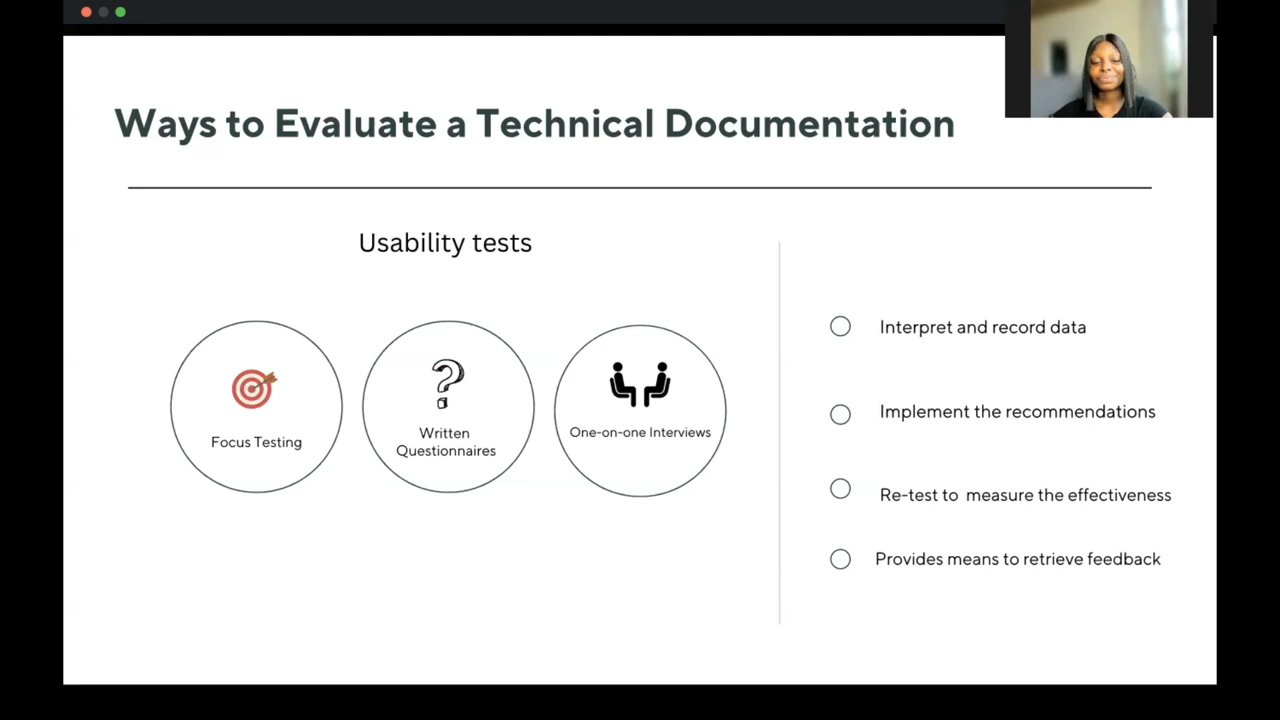 Ways to Evaluate a Technical Documentation
Usability tests
Focus Testing
Written
Questionnaires
One-on-one Interviews
Interpret and record data
Implement the recommendations
Re-test to measure the effectiveness
Provides means to retrieve feedback